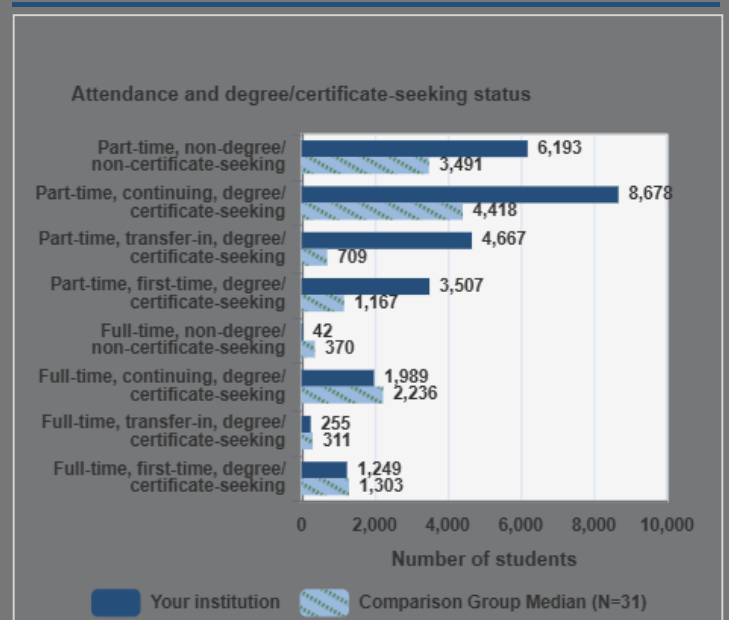 Attendance and degree/certificate-seeking status
Part-time, non-degree/
non-certificate-seeking
6,193
3,491
Part-time, continuing, degree/
certificate-seeking
8,678
4,418
Part-time, transfer-in, degree/
certificate-seeking
4,667
709
Part-time, first-time, degree/
certificate-seeking
3,507
1,167
Full-time, non-degree/
non-certificate-seeking
42
370
Full-time, continuing, degree/
certificate-seeking
1,989
2,236
Full-time, transfer-in, degree/
certificate-seeking
255
311
Full-time, first-time, degree/
certificate-seeking
1,249
1,303
0 2,000 4,000 6,000 8,000 10,000
Number of students
Your institution Comparison Group Median (N=31)